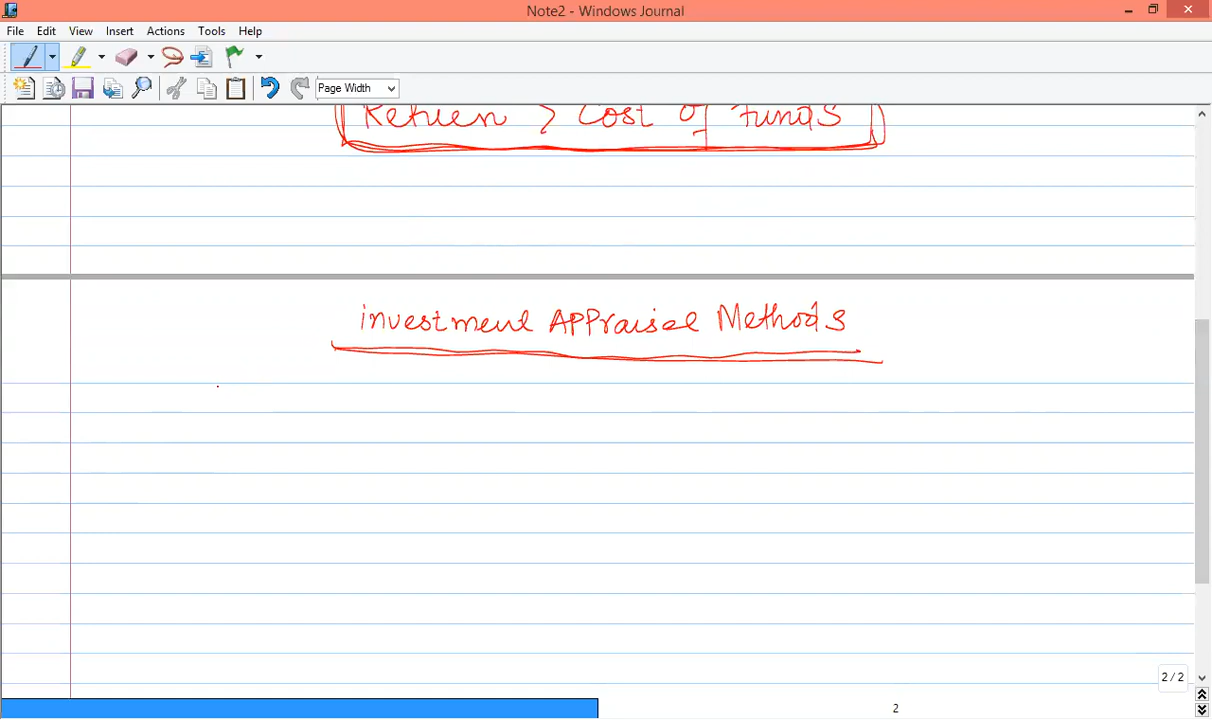 Note2 - Windows Journal
File Edit View Insert Actions Tools Help
Page Width
Return > Cost of funds
investment Appraisal Methods
2 / 2
2